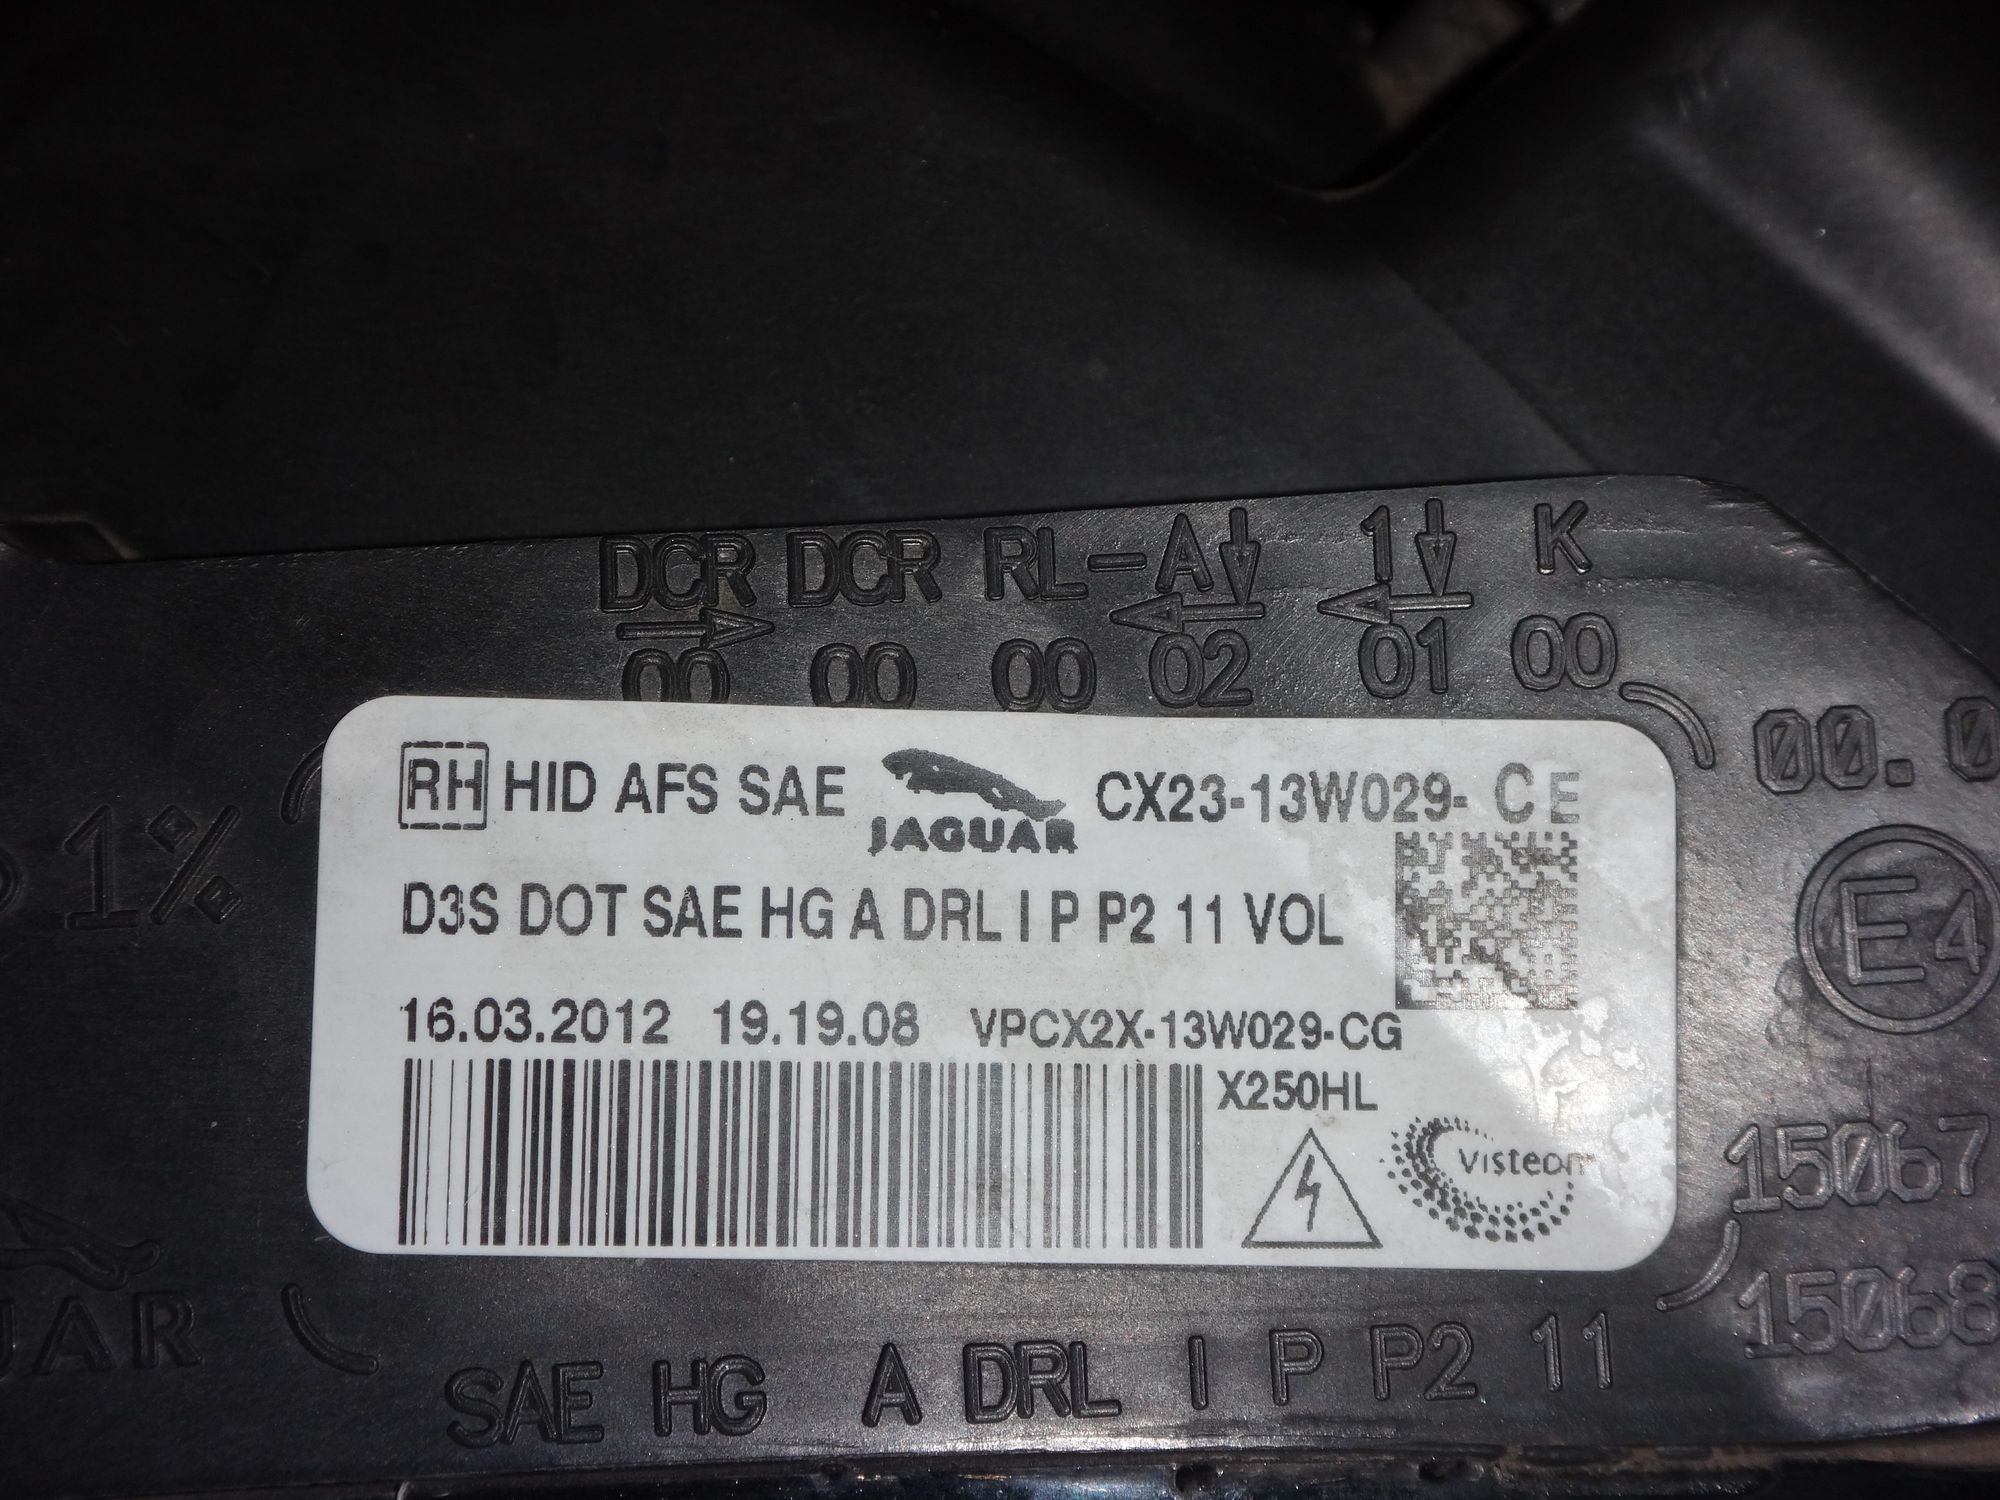 DCR DCR RL-A 1 K
00 00 00 02 01 00
00.0
RH HID AFS SAE JAGUAR CX23-13W029- CE
1%
D3S DOT SAE HG A DRL I P P2 11 VOL
E4
16.03.2012 19.19.08 VPCX2X-13W029-CG
X250HL
Visteon
15067
15068
UAR
SAE HG A DRL I P P2 11